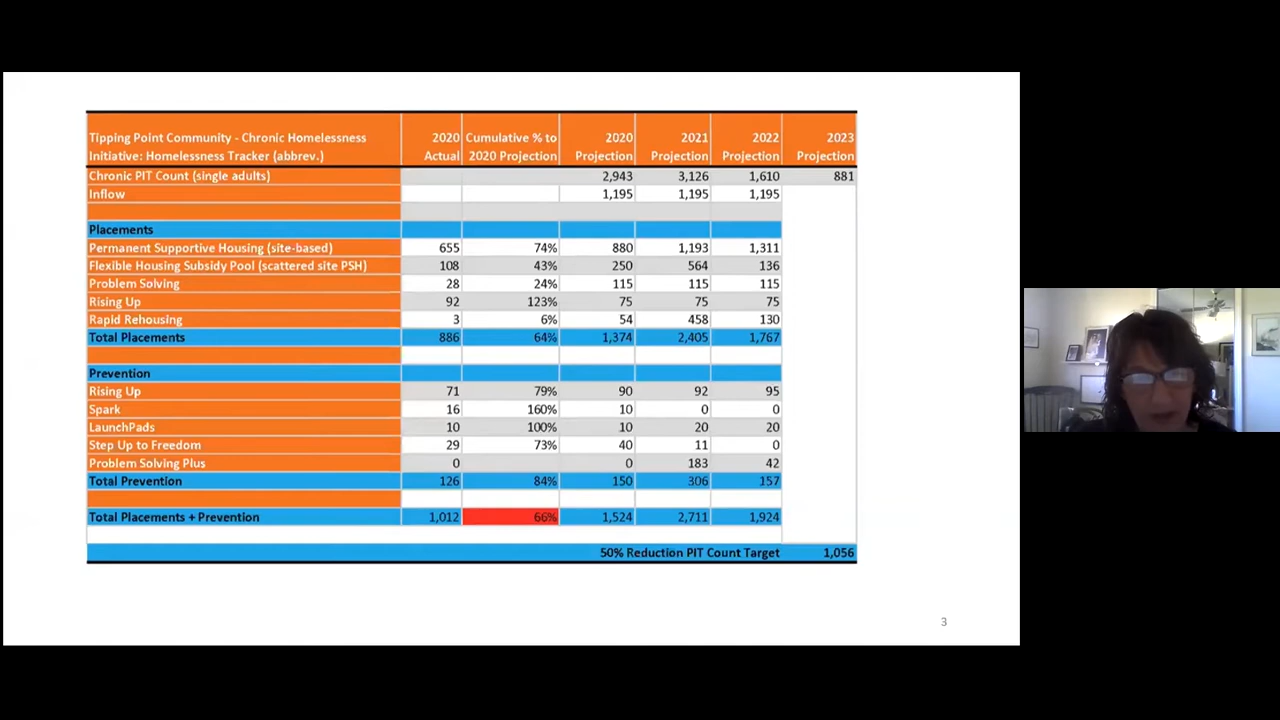 Tipping Point Community - Chronic Homelessness Initiative: Homelessness Tracker (abbrev.) 2020 Actual Cumulative % to 2020 Projection 2020 Projection 2021 Projection 2022 Projection 2023 Projection
Chronic PIT Count (single adults) 2,943 3,126 1,610 881
Inflow 1,195 1,195 1,195
Placements
Permanent Supportive Housing (site-based) 655 74% 880 1,193 1,311
Flexible Housing Subsidy Pool (scattered site PSH) 108 43% 250 564 136
Problem Solving 28 24% 115 115 115
Rising Up 92 123% 75 75 75
Rapid Rehousing 3 6% 54 458 130
Total Placements 886 64% 1,374 2,405 1,767
Prevention
Rising Up 71 79% 90 92 95
Spark 16 160% 10 0 0
LaunchPads 10 100% 10 20 20
Step Up to Freedom 29 73% 40 11 0
Problem Solving Plus 0 0 183 42
Total Prevention 126 84% 150 306 157
Total Placements + Prevention 1,012 66% 1,524 2,711 1,924
50% Reduction PIT Count Target 1,056
3